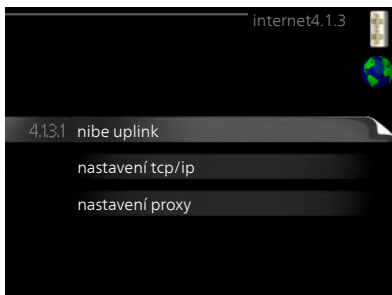 internet4.1.3
4.1.3.1 nibe uplink
nastavení tcp/ip
nastavení proxy